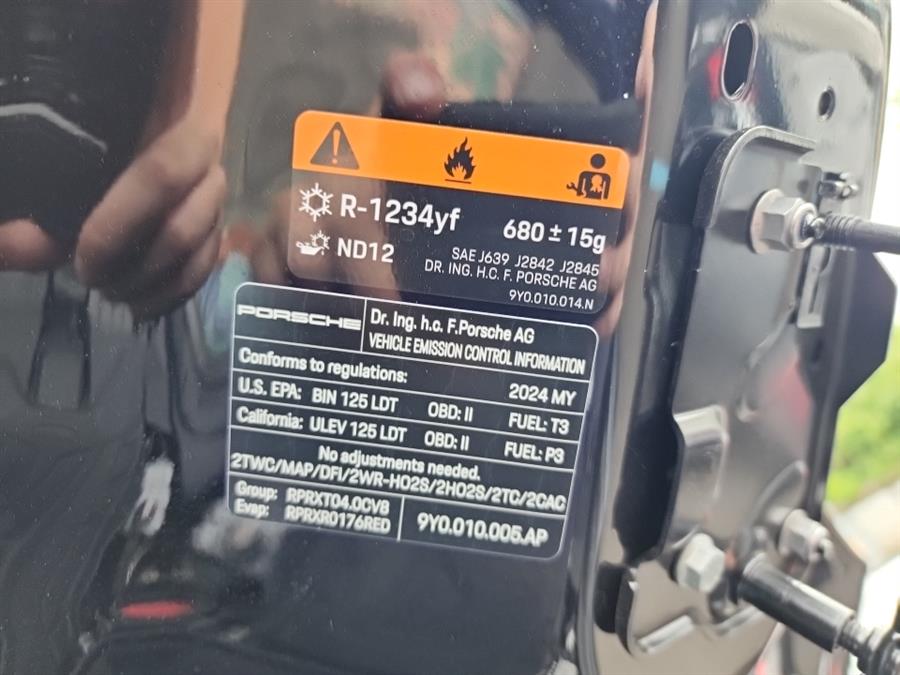 R-1234yf 680 ± 15g
ND12
SAE J639 J2842 J2845
DR. ING. H.C. F. PORSCHE AG
9Y0.010.014.N
PORSCHE
Dr. Ing. h.c. F.Porsche AG
VEHICLE EMISSION CONTROL INFORMATION
Conforms to regulations: 2024 MY
U.S. EPA: BIN 125 LDT OBD: II FUEL: T3
California: ULEV 125 LDT OBD: II FUEL: P3
No adjustments needed.
2TWC/MAP/DFI/2WR-HO2S/2HO2S/2TC/2CAC
Group: RPRXT04.0CV8
Evap: RPRXR0176RED
9Y0.010.005.AP